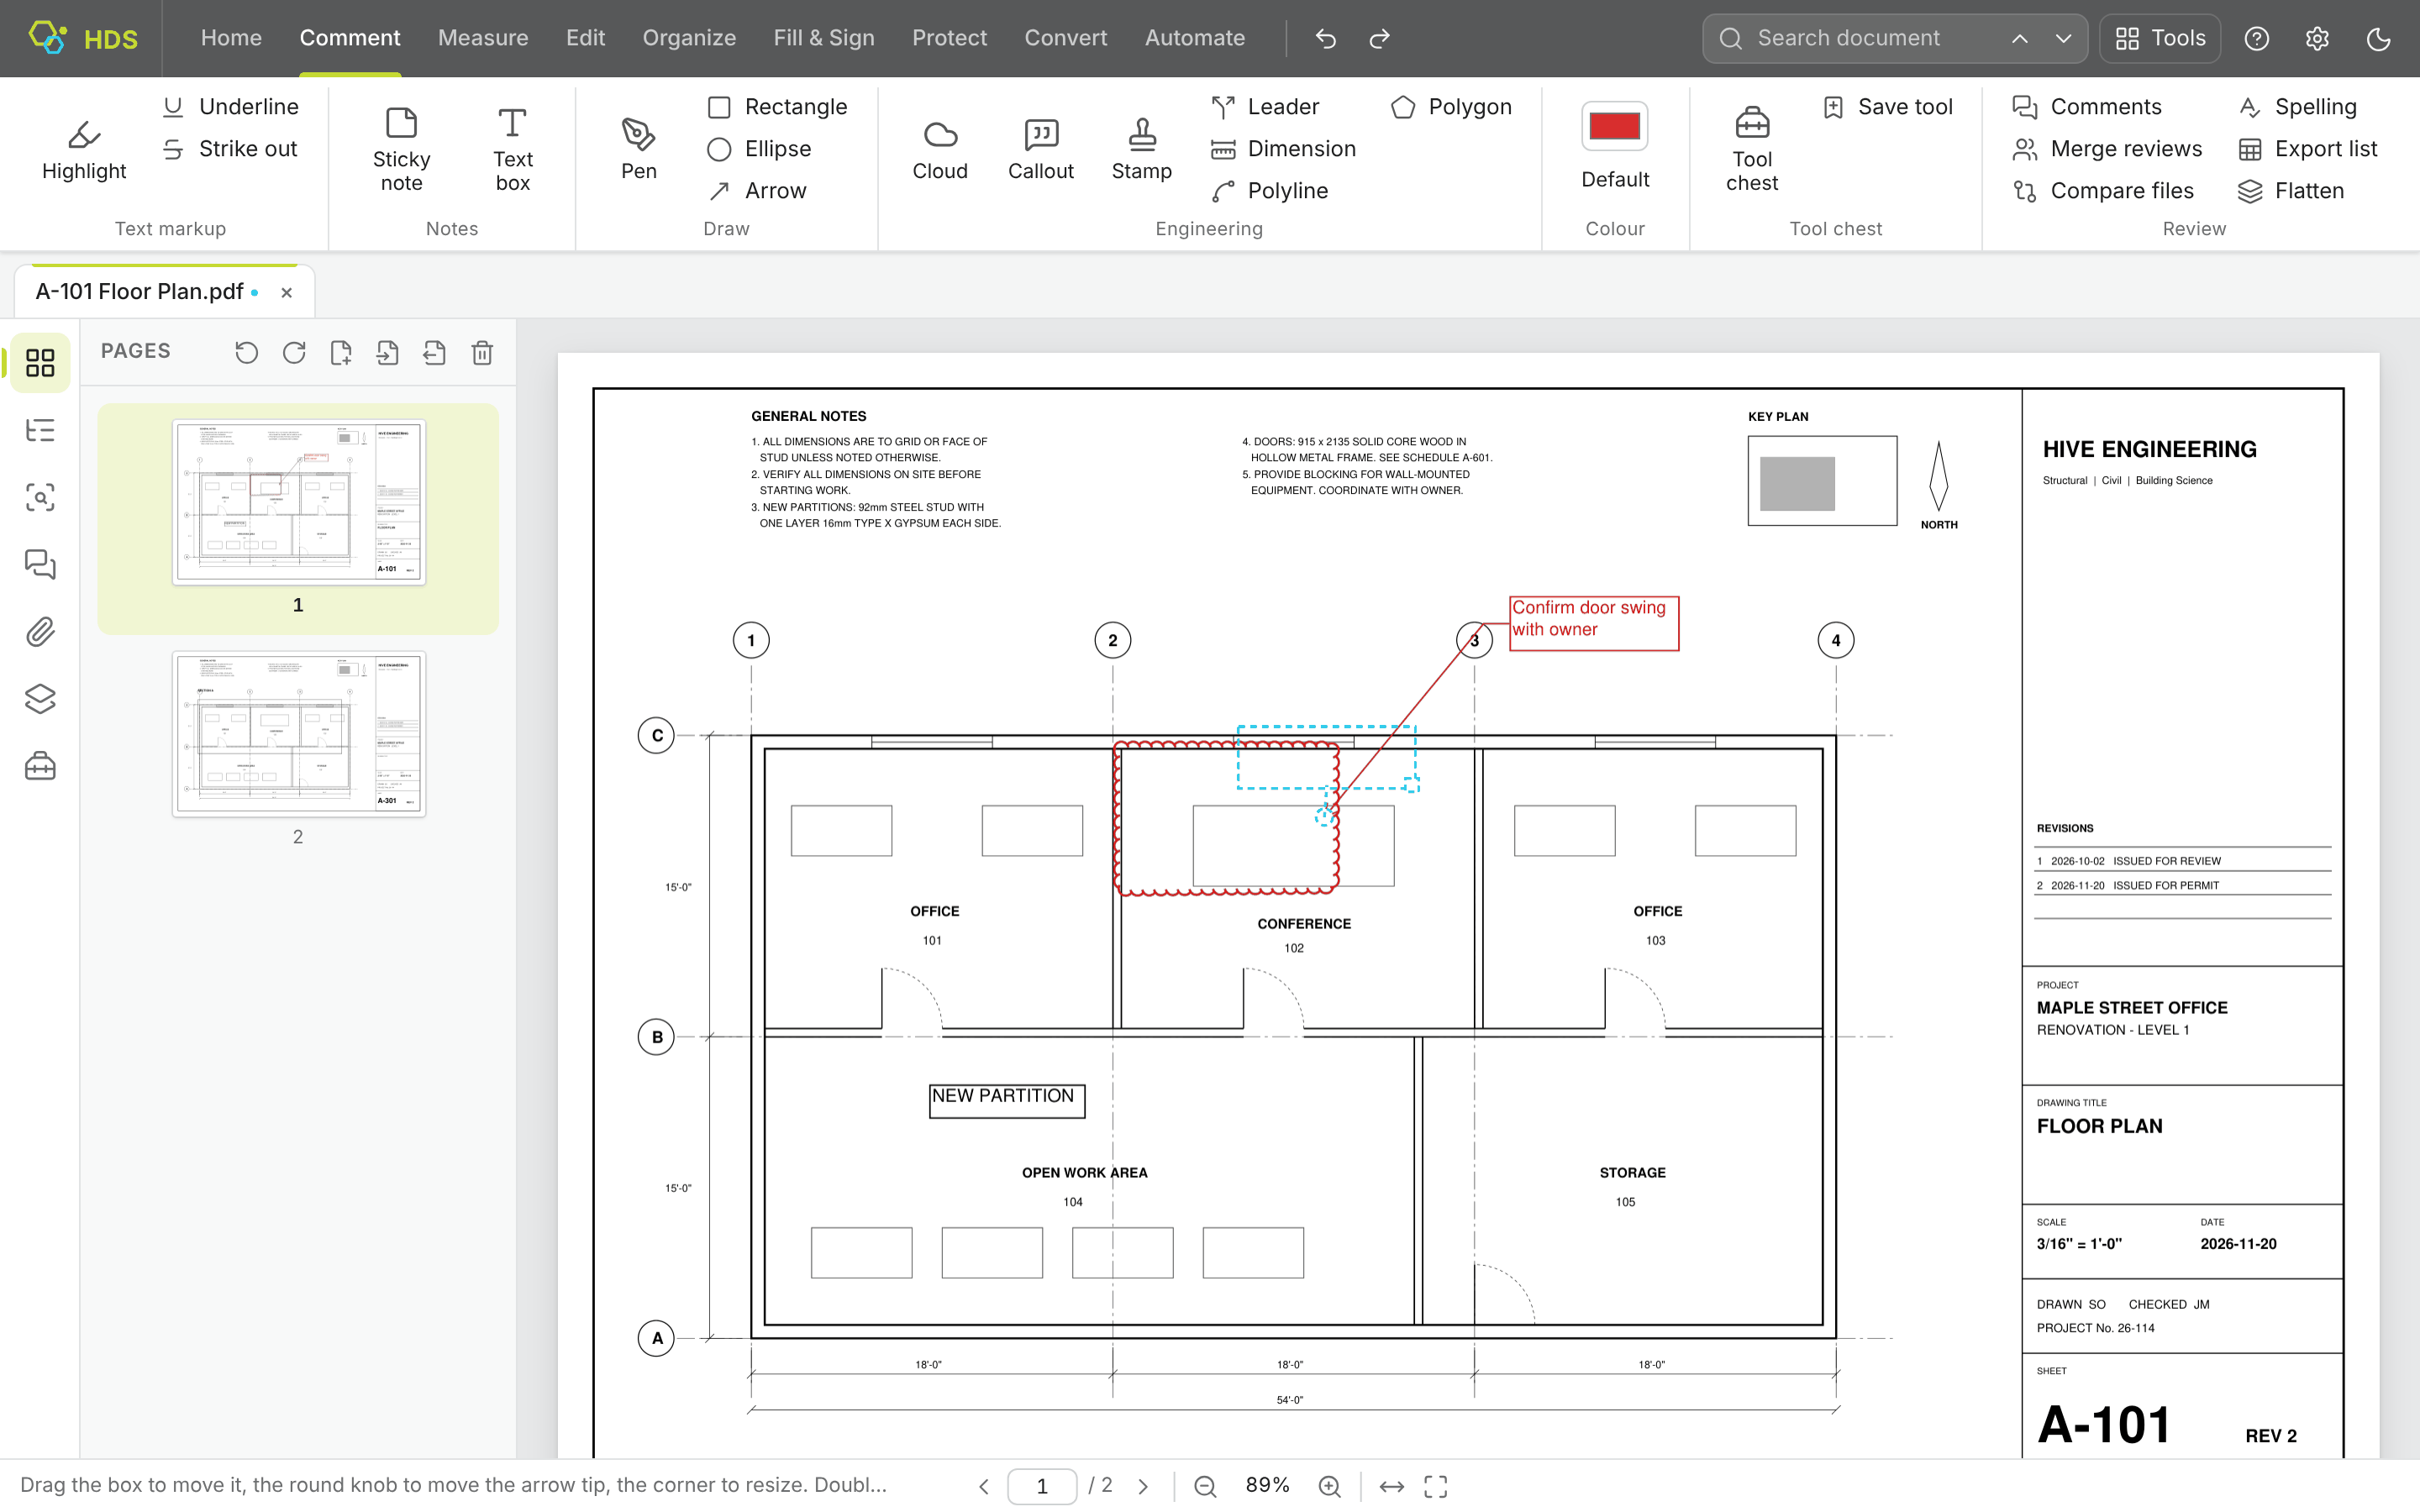 HDS
Home
Comment
Measure
Edit
Organize
Fill & Sign
Protect
Convert
Automate
Search document
Tools
Highlight
Underline
Strike out
Text markup
Sticky note
Text box
Notes
Pen
Rectangle
Ellipse
Arrow
Draw
Cloud
Callout
Stamp
Leader
Dimension
Polyline
Polygon
Engineering
Default
Colour
Tool chest
Save tool
Tool chest
Comments
Merge reviews
Compare files
Spelling
Export list
Flatten
Review
A-101 Floor Plan.pdf
PAGES
1
2
GENERAL NOTES
1. ALL DIMENSIONS ARE TO GRID OR FACE OF
STUD UNLESS NOTED OTHERWISE.
2. VERIFY ALL DIMENSIONS ON SITE BEFORE
STARTING WORK.
3. NEW PARTITIONS: 92mm STEEL STUD WITH
ONE LAYER 16mm TYPE X GYPSUM EACH SIDE.
4. DOORS: 915 x 2135 SOLID CORE WOOD IN
HOLLOW METAL FRAME. SEE SCHEDULE A-601.
5. PROVIDE BLOCKING FOR WALL-MOUNTED
EQUIPMENT. COORDINATE WITH OWNER.
KEY PLAN
NORTH
HIVE ENGINEERING
Structural | Civil | Building Science
Confirm door swing
with owner
1
2
3
4
C
B
A
15'-0"
15'-0"
OFFICE
101
CONFERENCE
102
OFFICE
103
NEW PARTITION
OPEN WORK AREA
104
STORAGE
105
18'-0"
18'-0"
18'-0"
54'-0"
REVISIONS
1 2026-10-02 ISSUED FOR REVIEW
2 2026-11-20 ISSUED FOR PERMIT
PROJECT
MAPLE STREET OFFICE
RENOVATION - LEVEL 1
DRAWING TITLE
FLOOR PLAN
SCALE
3/16" = 1'-0"
DATE
2026-11-20
DRAWN SO CHECKED JM
PROJECT No. 26-114
SHEET
A-101
REV 2
A-101
A-301
Drag the box to move it, the round knob to move the arrow tip, the corner to resize. Doubl...
1 / 2
89%